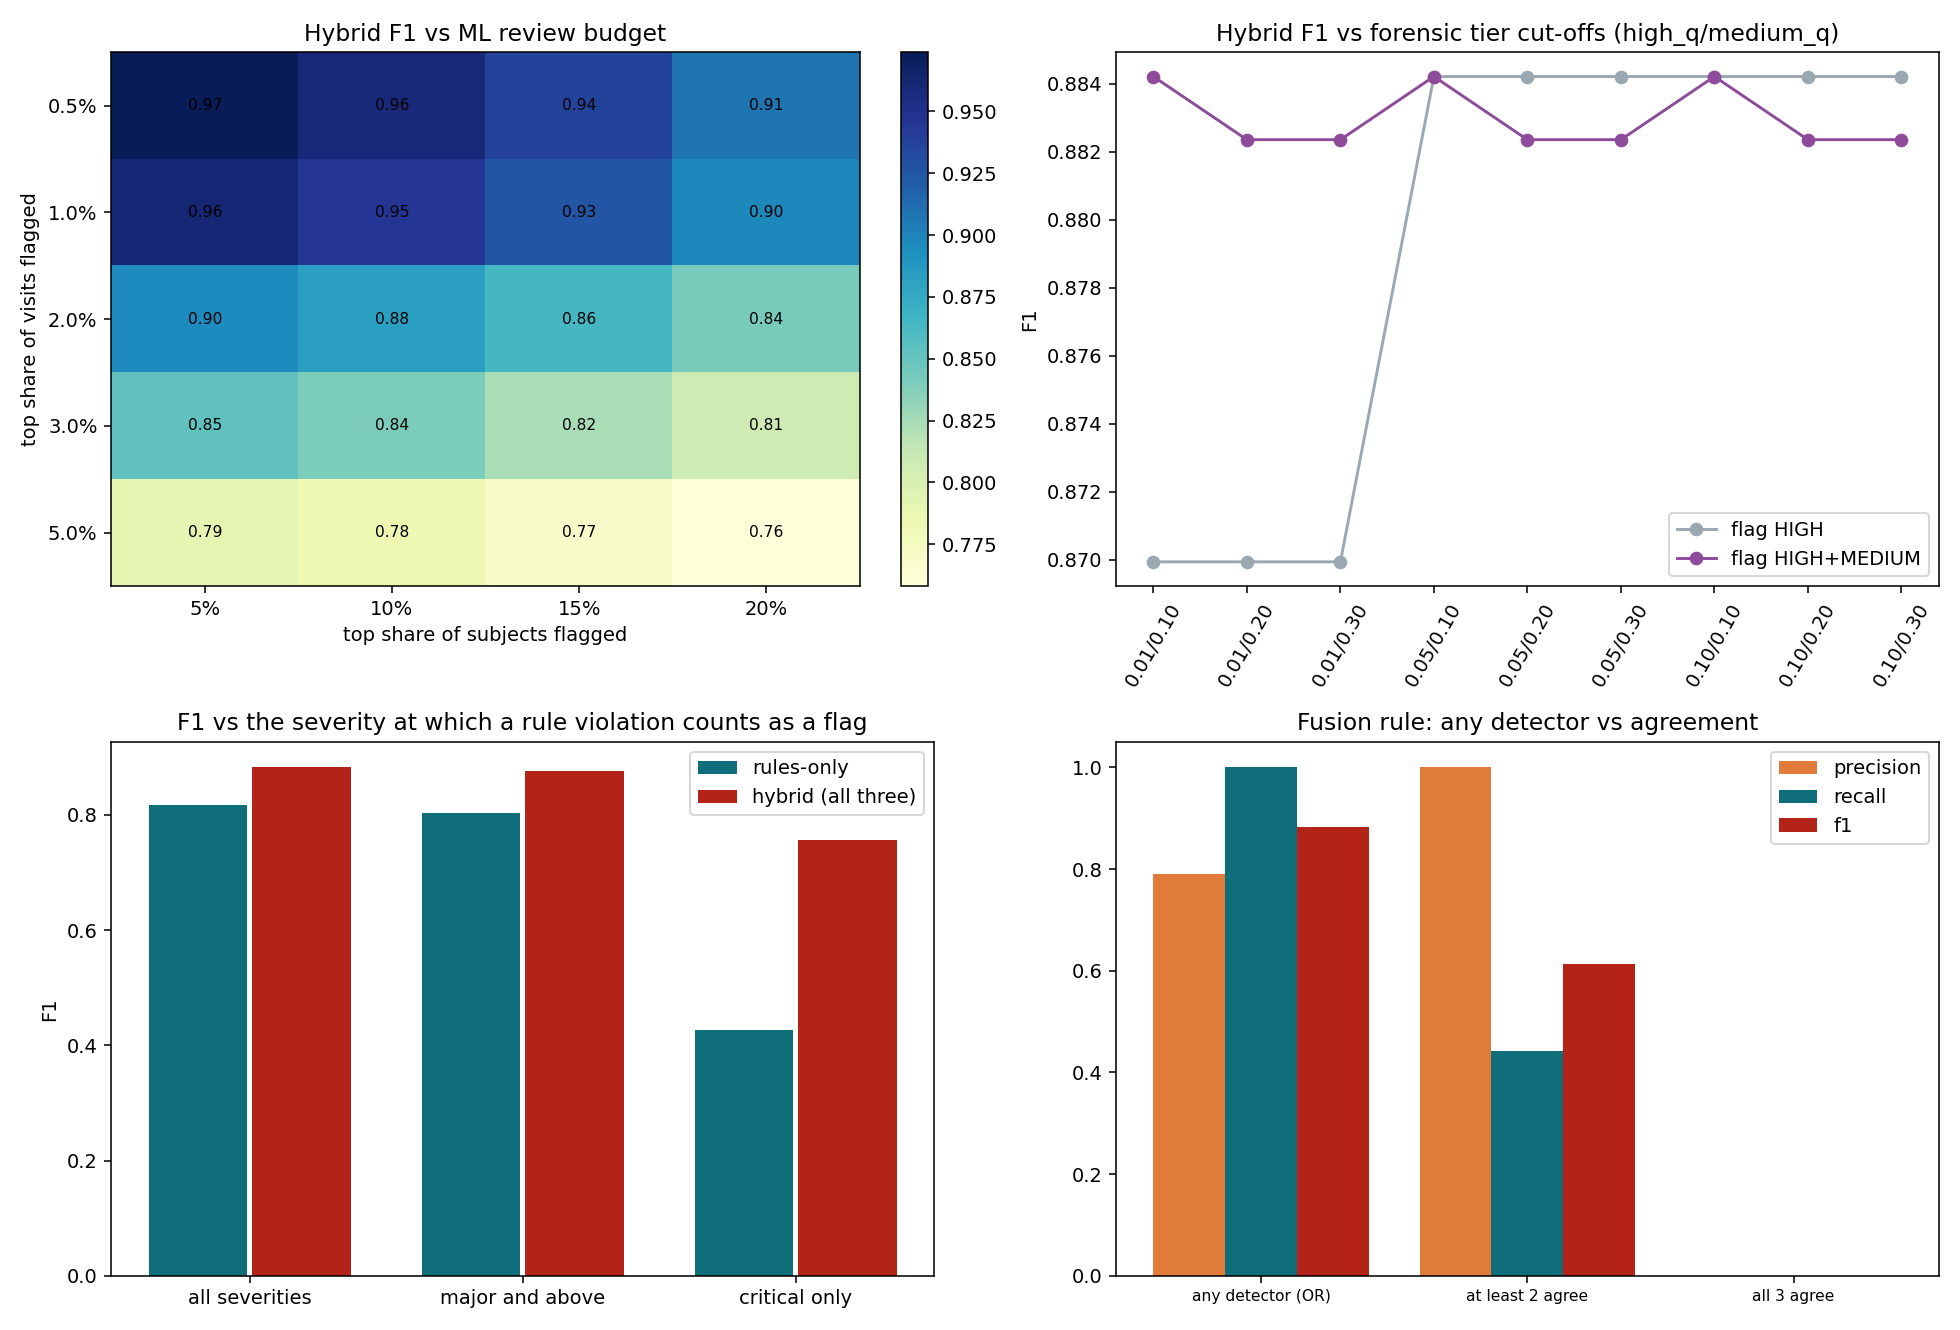 Hybrid F1 vs ML review budget
top share of visits flagged
0.5%
1.0%
2.0%
3.0%
5.0%
0.97 0.96 0.94 0.91
0.96 0.95 0.93 0.90
0.90 0.88 0.86 0.84
0.85 0.84 0.82 0.81
0.79 0.78 0.77 0.76
5% 10% 15% 20%
top share of subjects flagged
0.950
0.925
0.900
0.875
0.850
0.825
0.800
0.775
Hybrid F1 vs forensic tier cut-offs (high_q/medium_q)
F1
0.884
0.882
0.880
0.878
0.876
0.874
0.872
0.870
flag HIGH
flag HIGH+MEDIUM
0.01/0.10
0.01/0.20
0.01/0.30
0.05/0.10
0.05/0.20
0.05/0.30
0.10/0.10
0.10/0.20
0.10/0.30
F1 vs the severity at which a rule violation counts as a flag
F1
0.8
0.6
0.4
0.2
0.0
rules-only
hybrid (all three)
all severities major and above critical only
Fusion rule: any detector vs agreement
1.0
0.8
0.6
0.4
0.2
0.0
precision
recall
f1
any detector (OR) at least 2 agree all 3 agree